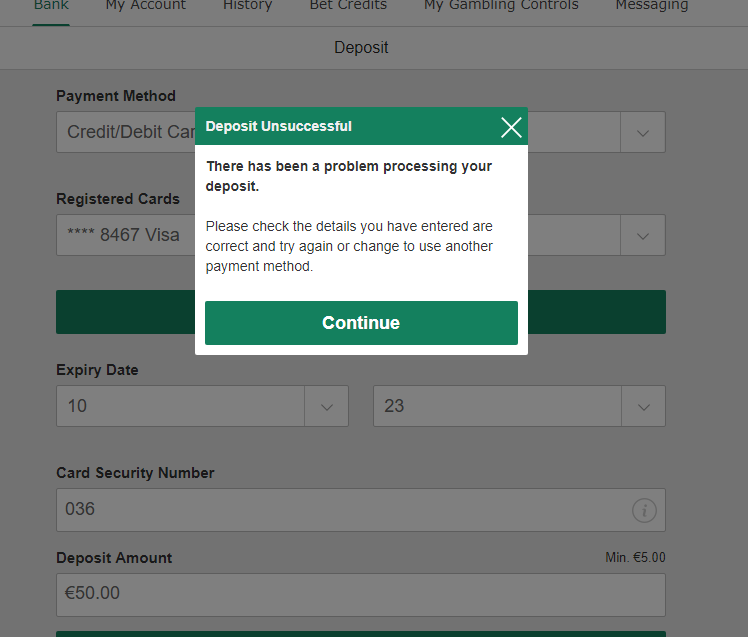 Bank My Account History Bet Credits My Gambling Controls Messaging
Deposit
Payment Method
Credit/Debit Car
Registered Cards
**** 8467 Visa
Deposit Unsuccessful
There has been a problem processing your
deposit.
Please check the details you have entered are
correct and try again or change to use another
payment method.
Continue
Expiry Date
10 23
Card Security Number
036
i
Deposit Amount Min. €5.00
€50.00